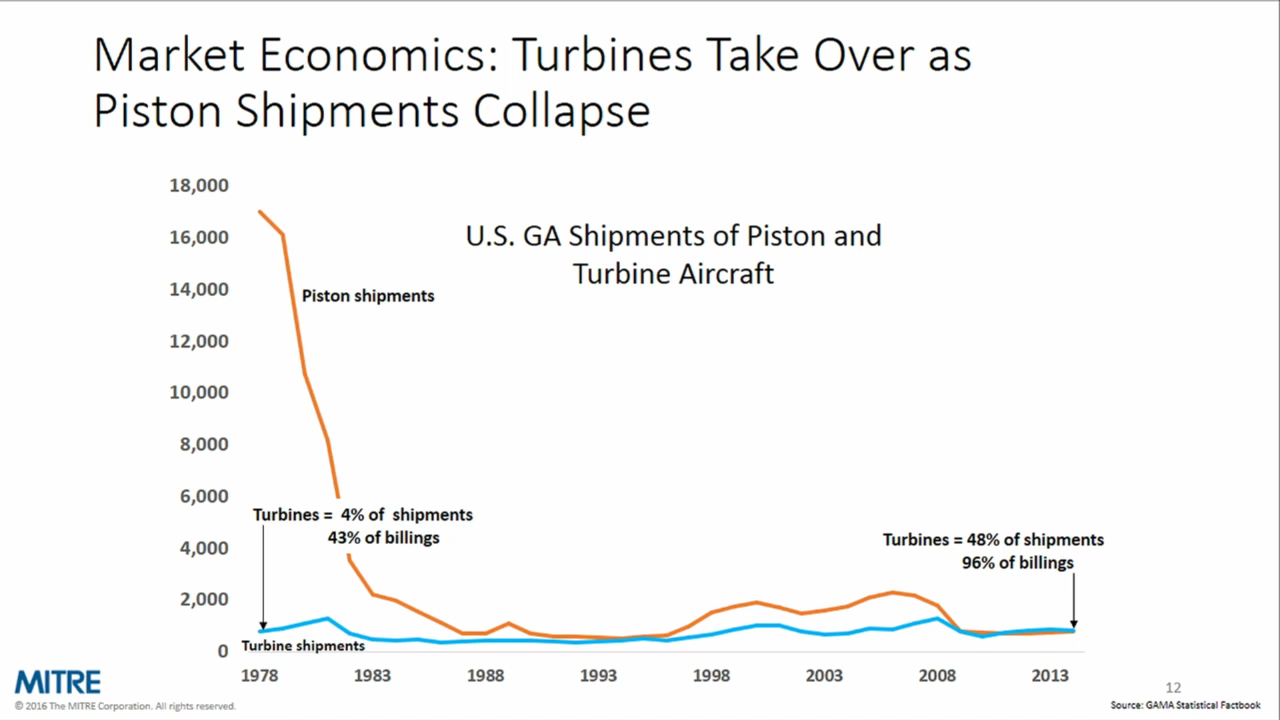 Market Economics: Turbines Take Over as
Piston Shipments Collapse
18,000
16,000
14,000
12,000
10,000
8,000
6,000
4,000
2,000
0
U.S. GA Shipments of Piston and
Turbine Aircraft
Piston shipments
Turbines = 4% of shipments
43% of billings
Turbines = 48% of shipments
96% of billings
Turbine shipments
1978
1983
1988
1993
1998
2003
2008
2013
MITRE
© 2016 The MITRE Corporation. All rights reserved.
12
Source: GAMA Statistical Factbook